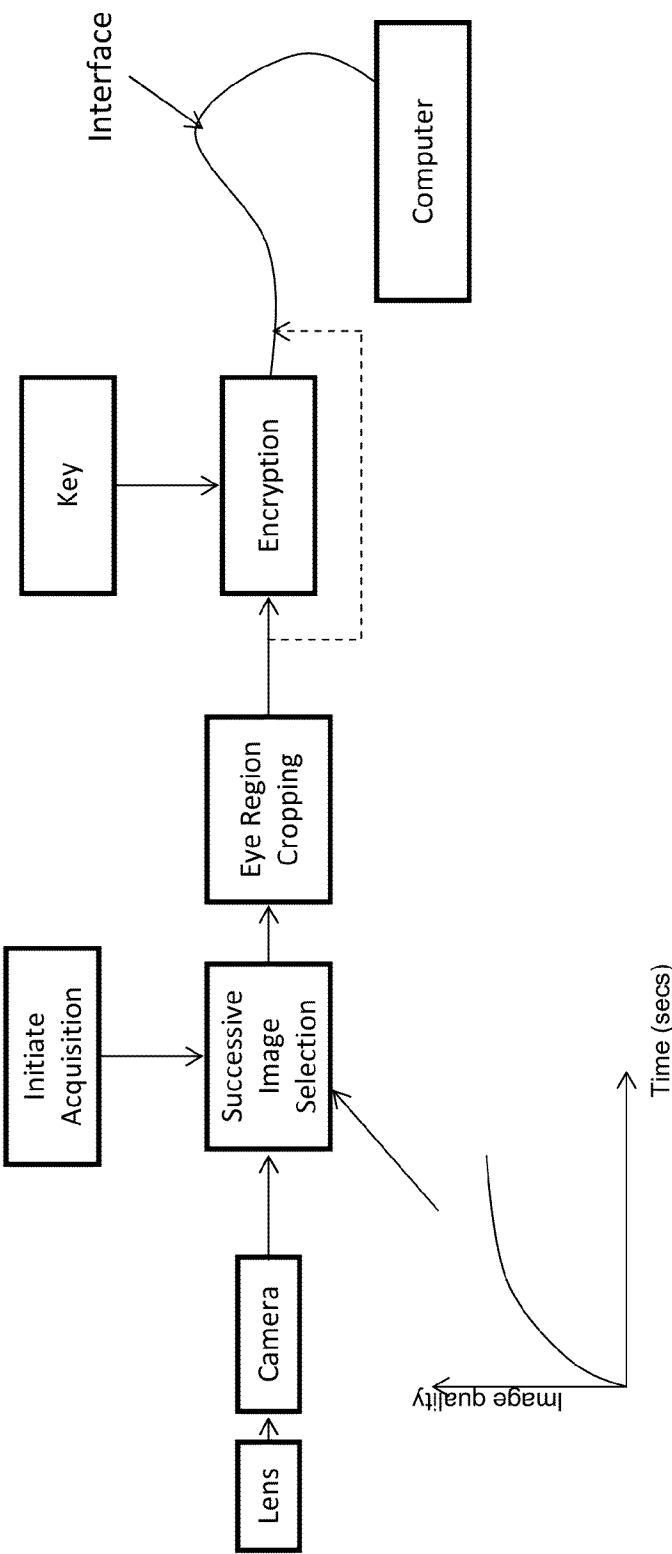 Lens
Camera
Initiate
Acquisition
Successive
Image
Selection
Eye Region
Cropping
Key
Encryption
Interface
Computer
Image quality
Time (secs)